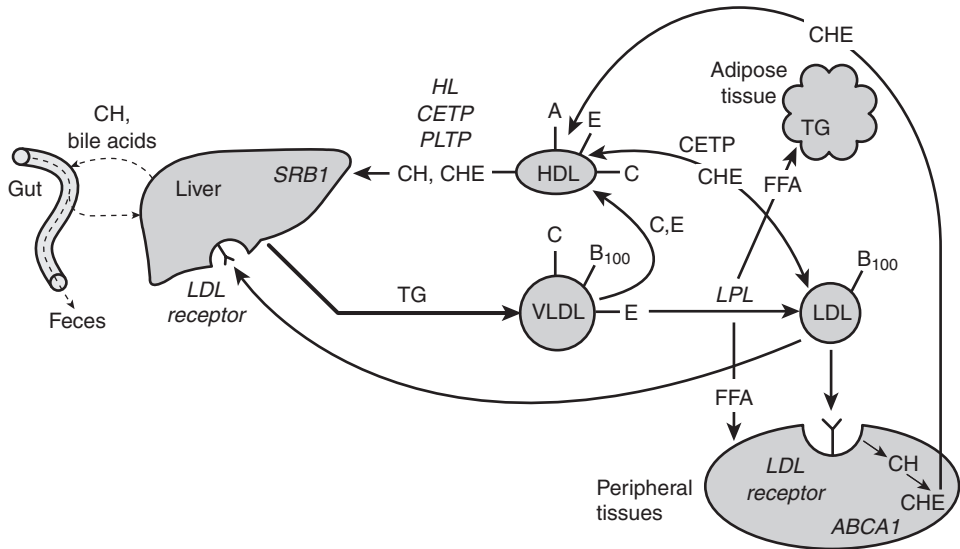 CHE
Adipose
tissue
TG
HL
CETP
PLTP
CH,
bile acids
A
E
CETP
Gut
Liver
SRB1
CH, CHE
HDL
C
CHE
FFA
C,E
C
B100
B100
LDL
receptor
TG
VLDL
E
LPL
LDL
Feces
FFA
Peripheral
tissues
LDL
receptor
CH
CHE
ABCA1